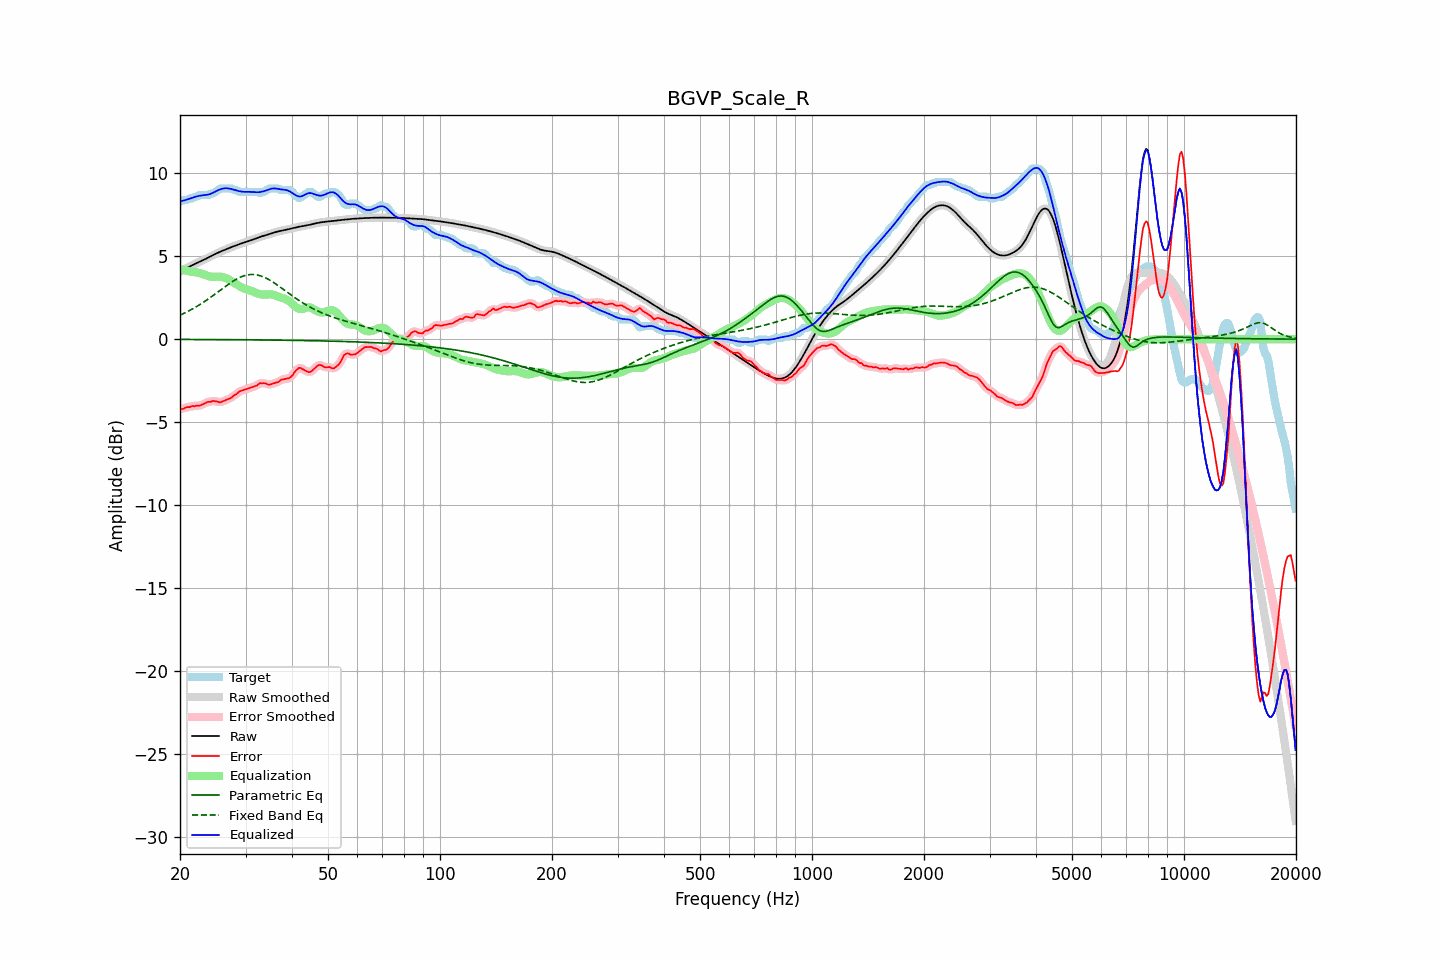 BGVP_Scale_R
Amplitude (dBr)
10
5
0
−5
−10
−15
−20
−25
−30
Target
Raw Smoothed
Error Smoothed
Raw
Error
Equalization
Parametric Eq
Fixed Band Eq
Equalized
20 50 100 200 500 1000 2000 5000 10000 20000
Frequency (Hz)